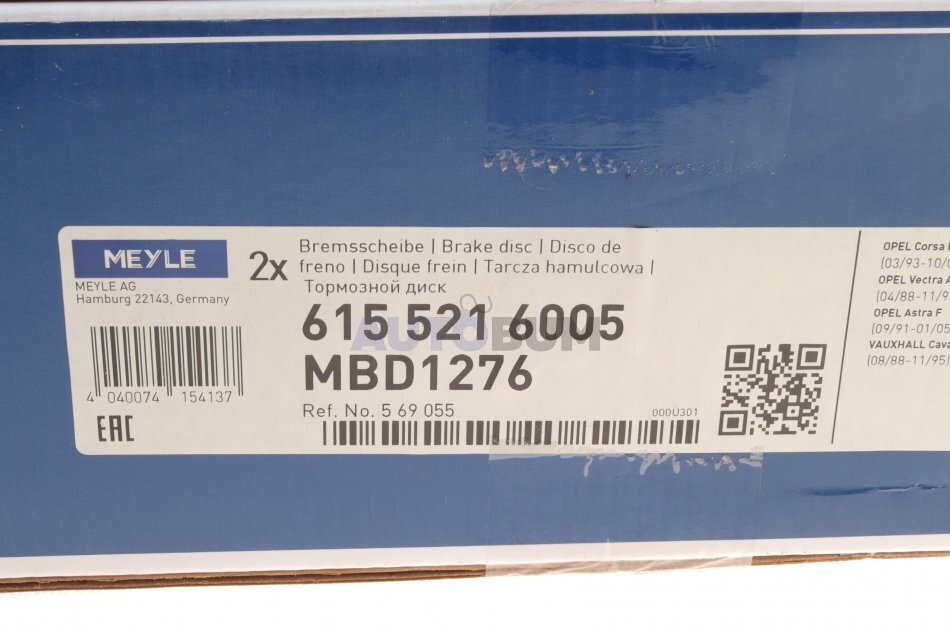 MEYLE
MEYLE AG
Hamburg 22143, Germany
4 040074 154137
EAC
2x
Bremsscheibe | Brake disc | Disco de
freno | Disque frein | Tarcza hamulcowa |
Тормозной диск
615 521 6005
AUTOBUM
MBD1276
Ref. No. 5 69 055
000U301
OPEL Corsa
(03/93-10/0
OPEL Vectra A
(04/88-11/9
OPEL Astra F
(09/91-01/05
VAUXHALL Cava
(08/88-11/95)